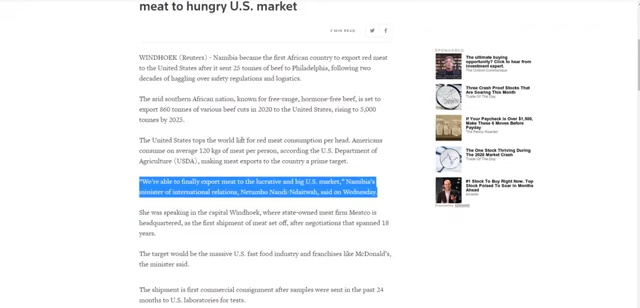 meat to hungry U.S. market
2 MIN READ
WINDHOEK (Reuters) - Namibia became the first African country to export red meat
to the United States after it sent 25 tonnes of beef to Philadelphia, following two
decades of haggling over safety regulations and logistics.
The arid southern African nation, known for free-range, hormone-free beef, is set to
export 860 tonnes of various beef cuts in 2020 to the United States, rising to 5,000
tonnes by 2025.
The United States tops the world list for red meat consumption per head. Americans
consume on average 120 kgs of meat per person, according the U.S. Department of
Agriculture (USDA), making meat exports to the country a prime target.
“We’re able to finally export meat to the lucrative and big U.S. market,” Namibia’s
minister of international relations, Netumbo Nandi-Ndaitwah, said on Wednesday.
She was speaking in the capital Windhoek, where state-owned meat firm Meatco is
headquartered, as the first shipment of meat set off, after negotiations that spanned 18
years.
The target would be the massive U.S. fast food industry and franchises like McDonald’s,
the minister said.
The shipment is first commercial consignment after samples were sent in the past 24
months to U.S. laboratories for tests.
SPONSORED
The ultimate buying
opportunity? Click to hear from
investment expert.
Three Crash Proof Stocks That
Are Soaring This Month
Trade Of The Day
If Your Paycheck is Over $1,500,
Make These 6 Moves Before
Payday
The One Stock Thriving During
The 2020 Market Crash
Trade Of The Day
#1 Stock To Buy Right Now. Top
Stock Poised To Soar In Months
Ahead